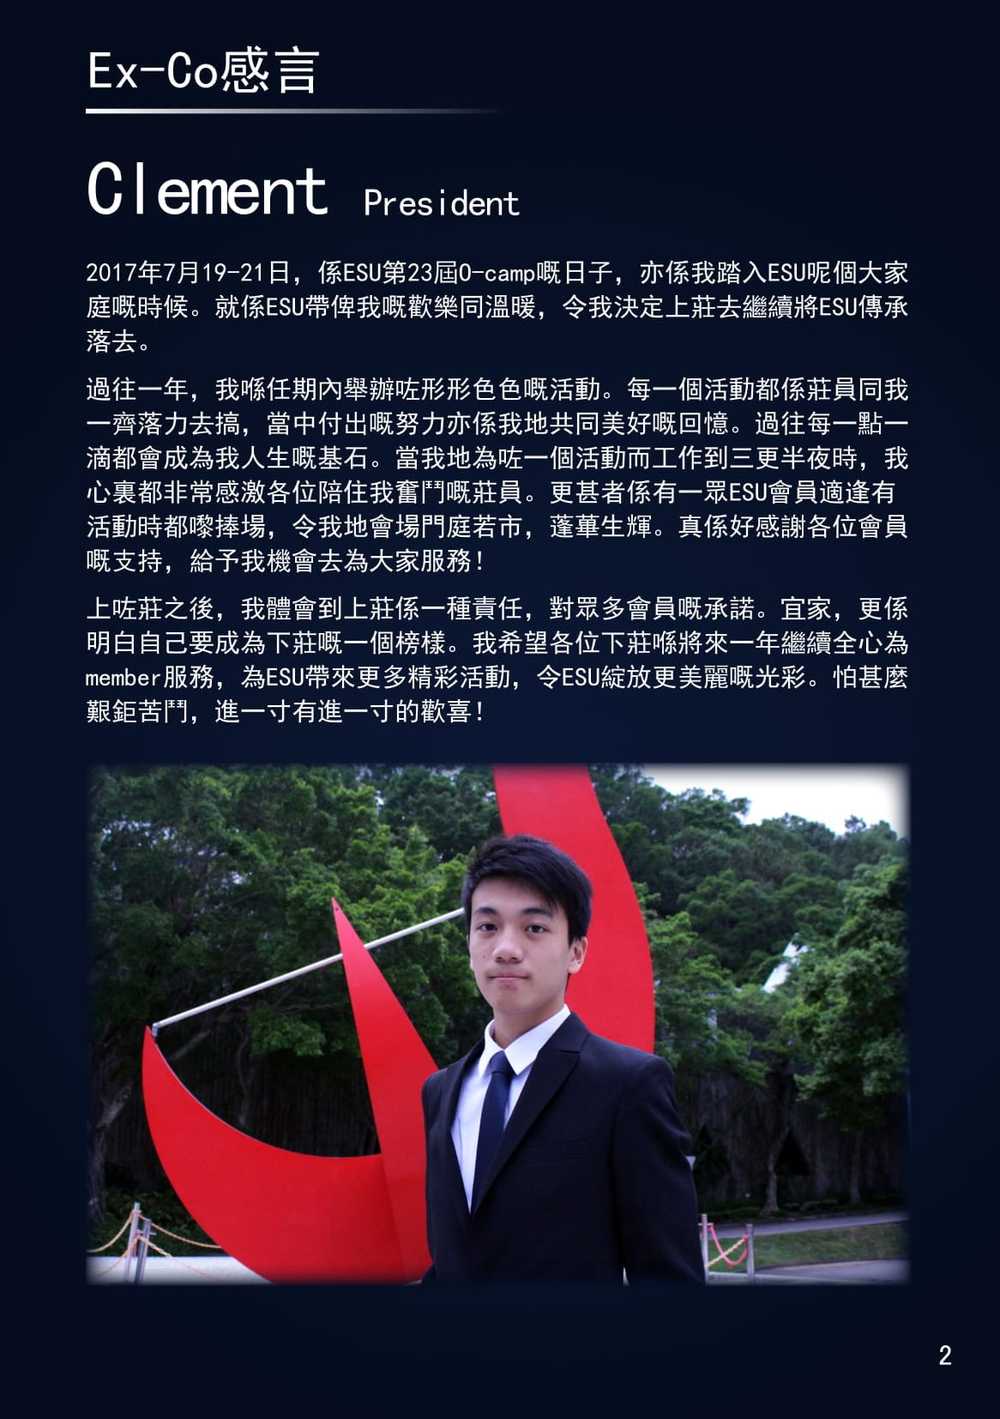 Ex-Co感言
Clement President
2017年7月19-21日，係ESU第23屆O-camp嘅日子，亦係我踏入ESU呢個大家
庭嘅時候。就係ESU帶俾我嘅歡樂同溫暖，令我決定上莊去繼續將ESU傳承
落去。
過往一年，我喺任期內舉辦咗形形色色嘅活動。每一個活動都係莊員同我
一齊落力去搞，當中付出嘅努力亦係我地共同美好嘅回憶。過往每一點一
滴都會成為我人生嘅基石。當我地為咗一個活動而工作到三更半夜時，我
心裏都非常感激各位陪住我奮鬥嘅莊員。更甚者係有一眾ESU會員適逢有
活動時都嚟捧場，令我地會場門庭若市，蓬蓽生輝。真係好感謝各位會員
嘅支持，給予我機會去為大家服務！
上咗莊之後，我體會到上莊係一種責任，對眾多會員嘅承諾。宜家，更係
明白自己要成為下莊嘅一個榜樣。我希望各位下莊喺將來一年繼續全心為
member服務，為ESU帶來更多精彩活動，令ESU綻放更美麗嘅光彩。怕甚麼
艱鉅苦鬥，進一寸有進一寸的歡喜！
2